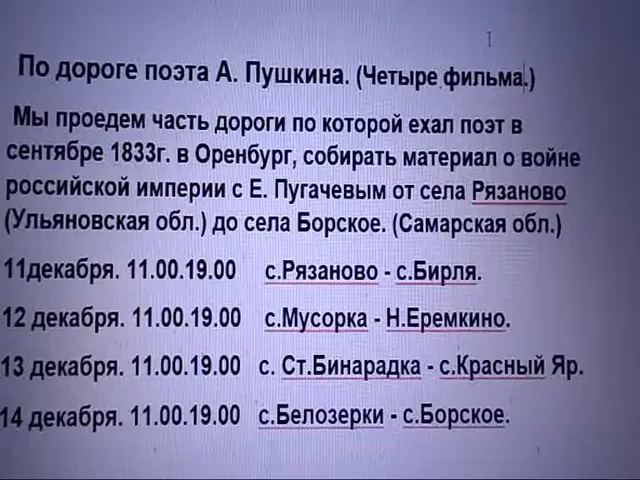 По дороге поэта А. Пушкина. (Четыре фильма.)
Мы проедем часть дороги по которой ехал поэт в
сентябре 1833г. в Оренбург, собирать материал о войне
российской империи с Е. Пугачевым от села Рязаново
(Ульяновская обл.) до села Борское. (Самарская обл.)
11декабря. 11.00.19.00 с.Рязаново - с.Бирля.
12 декабря. 11.00.19.00 с.Мусорка - Н.Еремкино.
13 декабря. 11.00.19.00 с. Ст.Бинарадка - с.Красный Яр.
14 декабря. 11.00.19.00 с.Белозерки - с.Борское.